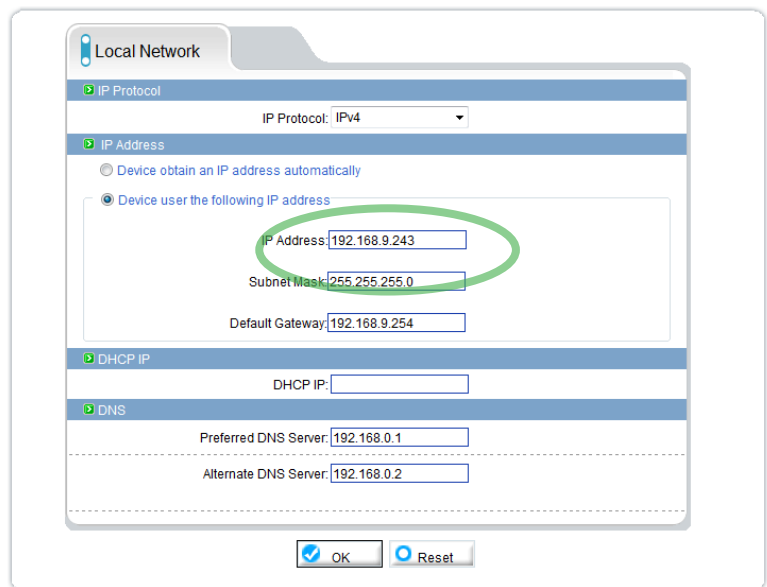 Local Network
IP Protocol
IP Protocol: IPv4
IP Address
Device obtain an IP address automatically
Device user the following IP address
IP Address: 192.168.9.243
Subnet Mask: 255.255.255.0
Default Gateway: 192.168.9.254
DHCP IP
DHCP IP:
DNS
Preferred DNS Server: 192.168.0.1
Alternate DNS Server: 192.168.0.2
OK Reset